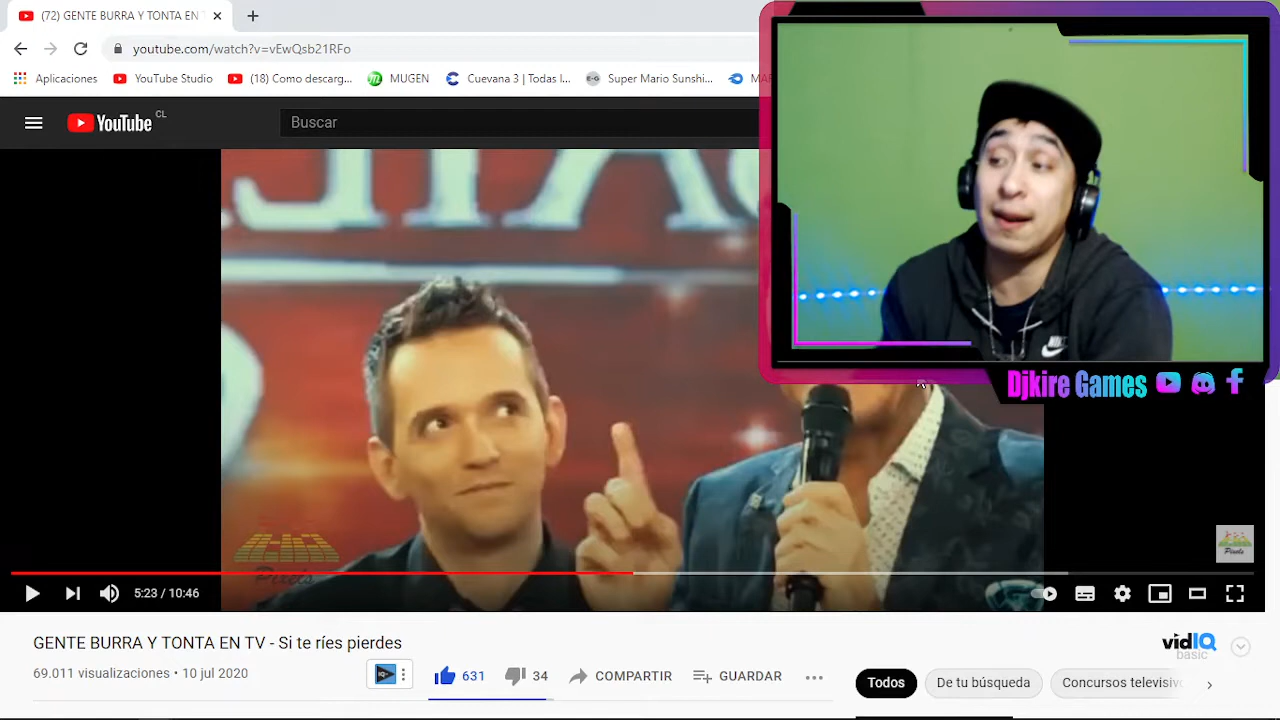 (72) GENTE BURRA Y TONTA EN T
youtube.com/watch?v=vEwQsb21RFo
Aplicaciones
YouTube Studio
(18) Como descarg...
MUGEN
Cuevana 3 | Todas l...
Super Mario Sunshi...
YouTube CL
Buscar
Djkire Games
Pixels
Pixels
5:23 / 10:46
GENTE BURRA Y TONTA EN TV - Si te ríes pierdes
69.011 visualizaciones • 10 jul 2020
631
34
COMPARTIR
GUARDAR
vidIQ
basic
Todos
De tu búsqueda
Concursos televisiv